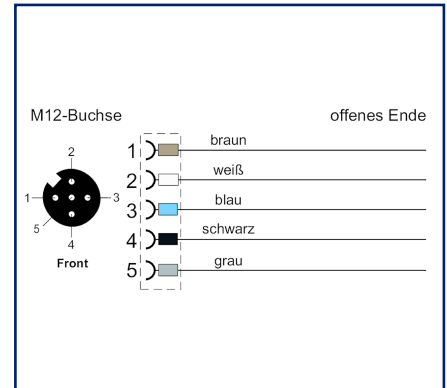 M12-Buchse
offenes Ende
2
1
3
5
4
Front
1 braun
2 weiß
3 blau
4 schwarz
5 grau